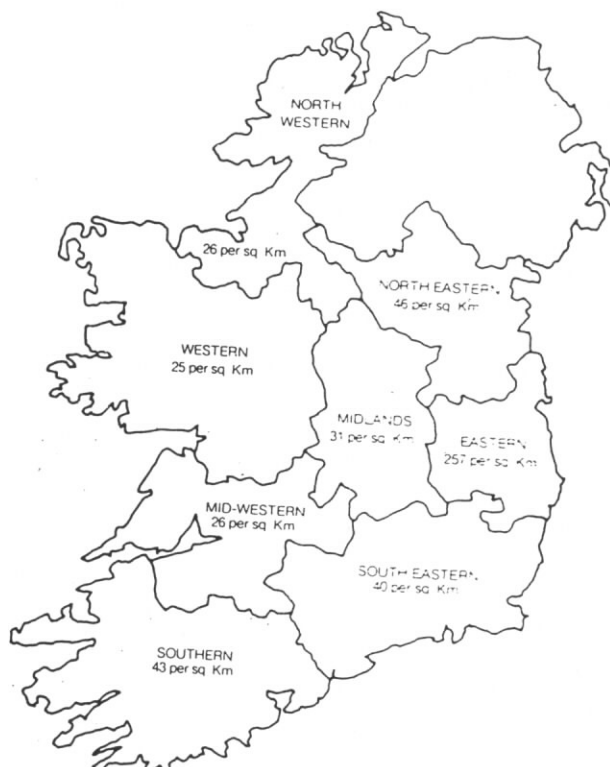 NORTH
WESTERN
26 per sq Km
NORTH EASTERN
46 per sq Km
WESTERN
25 per sq Km
MIDLANDS
31 per sq Km
EASTERN
257 per sq Km
MID-WESTERN
26 per sq Km
SOUTH EASTERN
40 per sq Km
SOUTHERN
43 per sq Km